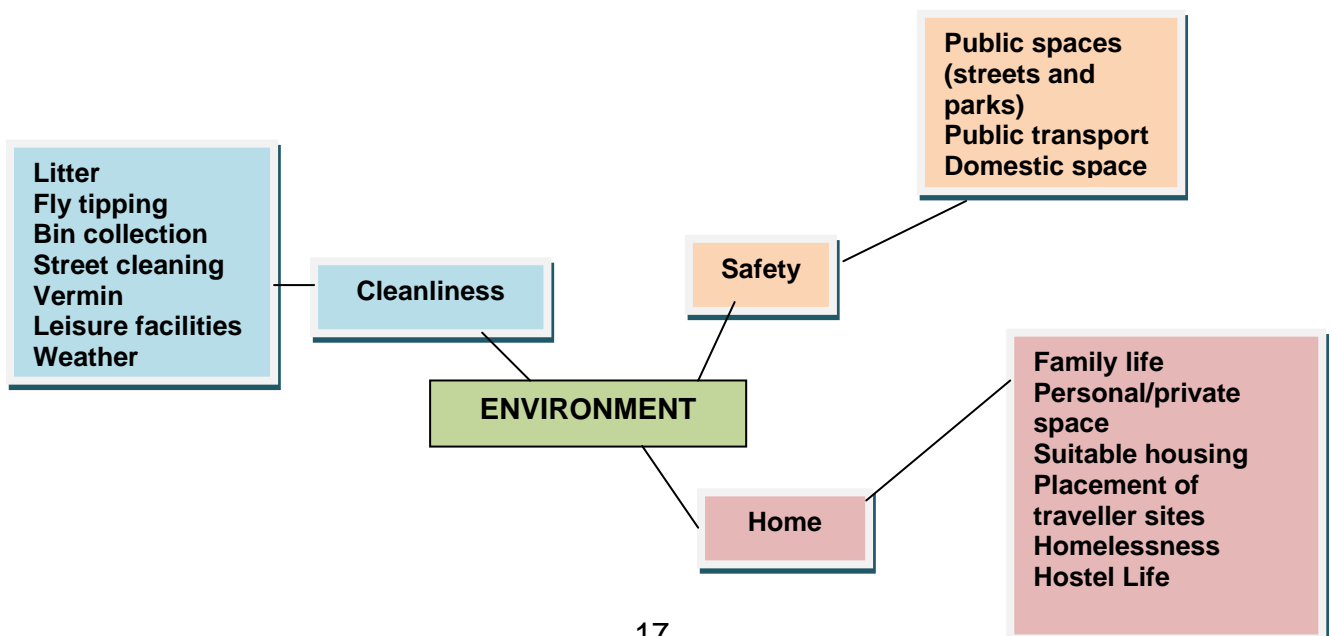 Public spaces
(streets and
parks)
Public transport
Domestic space
Litter
Fly tipping
Bin collection
Street cleaning
Vermin
Leisure facilities
Weather
Cleanliness
Safety
ENVIRONMENT
Family life
Personal/private
space
Suitable housing
Placement of
traveller sites
Homelessness
Hostel Life
Home
17